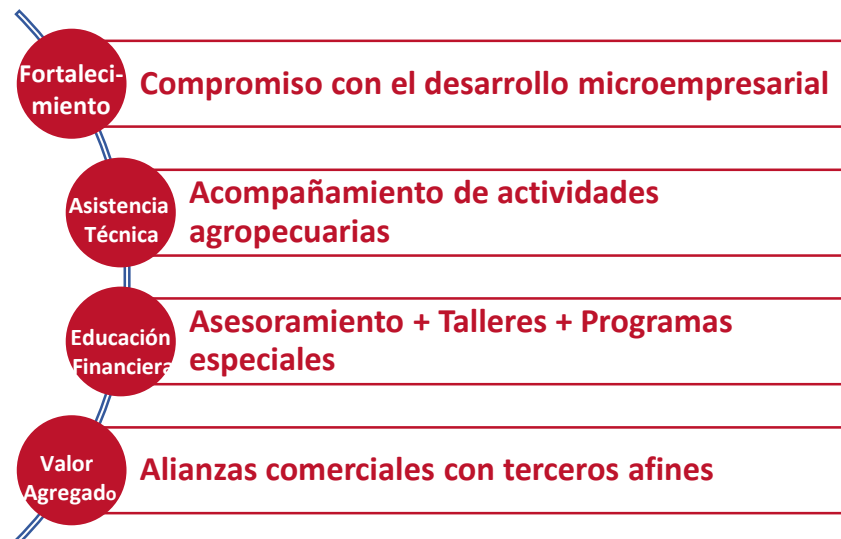 Fortaleci-
miento
Compromiso con el desarrollo microempresarial
Asistencia
Técnica
Acompañamiento de actividades
agropecuarias
Educación
Financiera
Asesoramiento + Talleres + Programas
especiales
Valor
Agregado
Alianzas comerciales con terceros afines